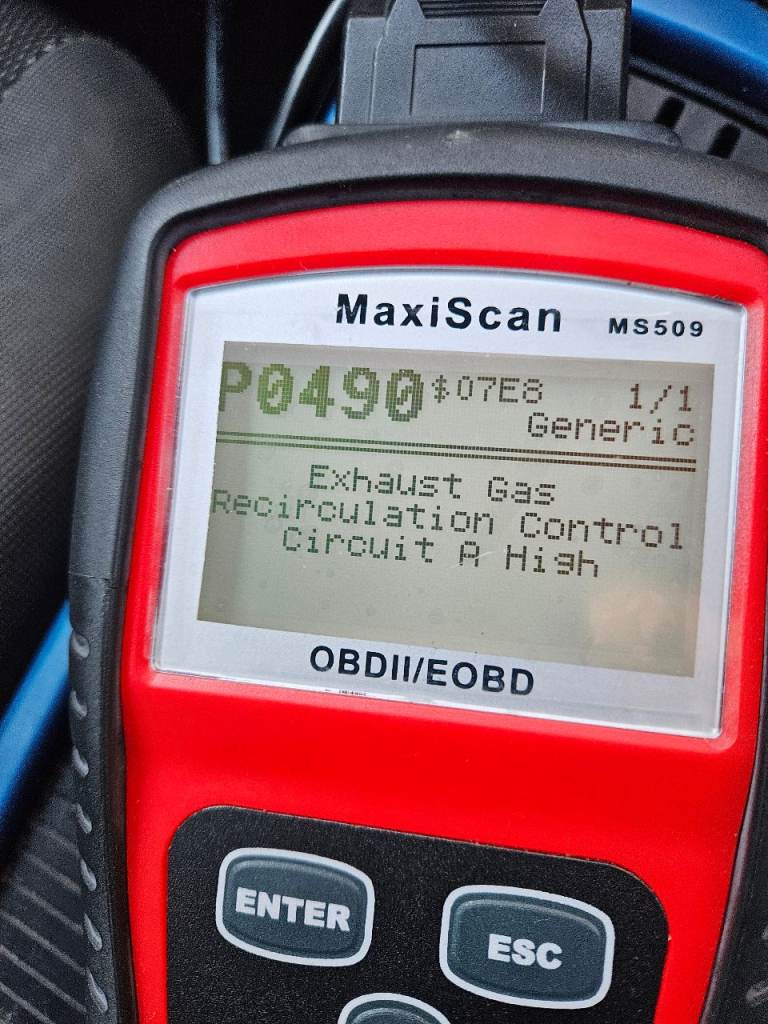 MaxiScan MS509
P0490 $07E8 1/1
Generic
Exhaust Gas
Recirculation Control
Circuit A High
OBDII/EOBD
ENTER
ESC